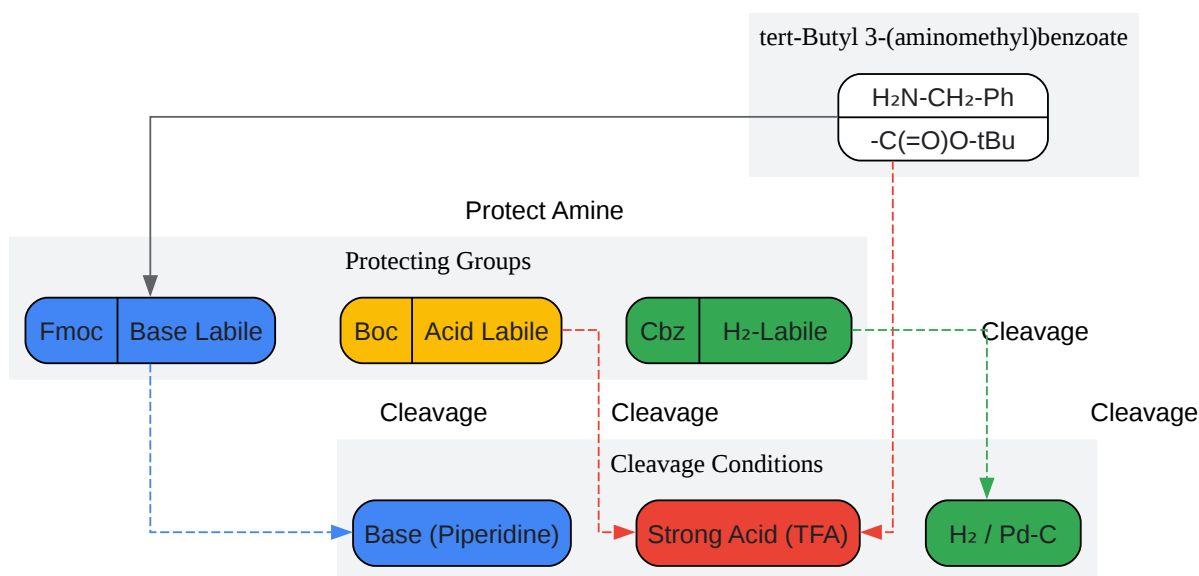 tert-Butyl 3-(aminomethyl)benzoate
H₂N-CH₂-Ph
-C(=O)O-tBu
Protect Amine
Protecting Groups
Fmoc
Base Labile
Boc
Acid Labile
Cbz
H₂-Labile
Cleavage
Cleavage
Cleavage
Cleavage
Cleavage Conditions
Base (Piperidine)
Strong Acid (TFA)
H₂ / Pd-C